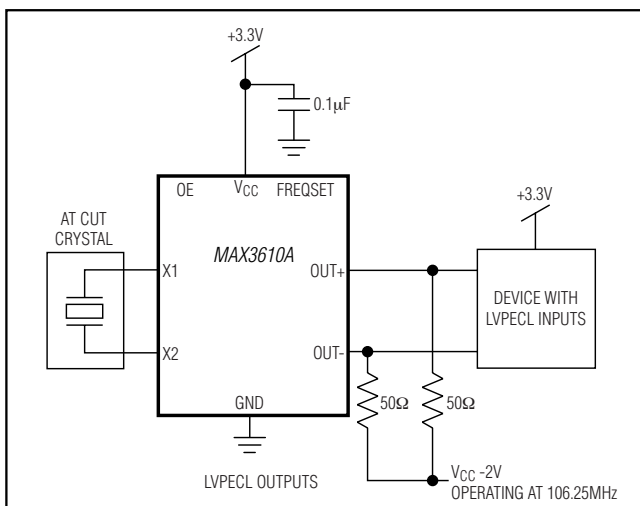 +3.3V
0.1µF
OE
VCC
FREQSET
+3.3V
AT CUT
CRYSTAL
MAX3610A
X1
OUT+
DEVICE WITH
LVPECL INPUTS
X2
OUT-
GND
50Ω
50Ω
LVPECL OUTPUTS
VCC -2V
OPERATING AT 106.25MHz